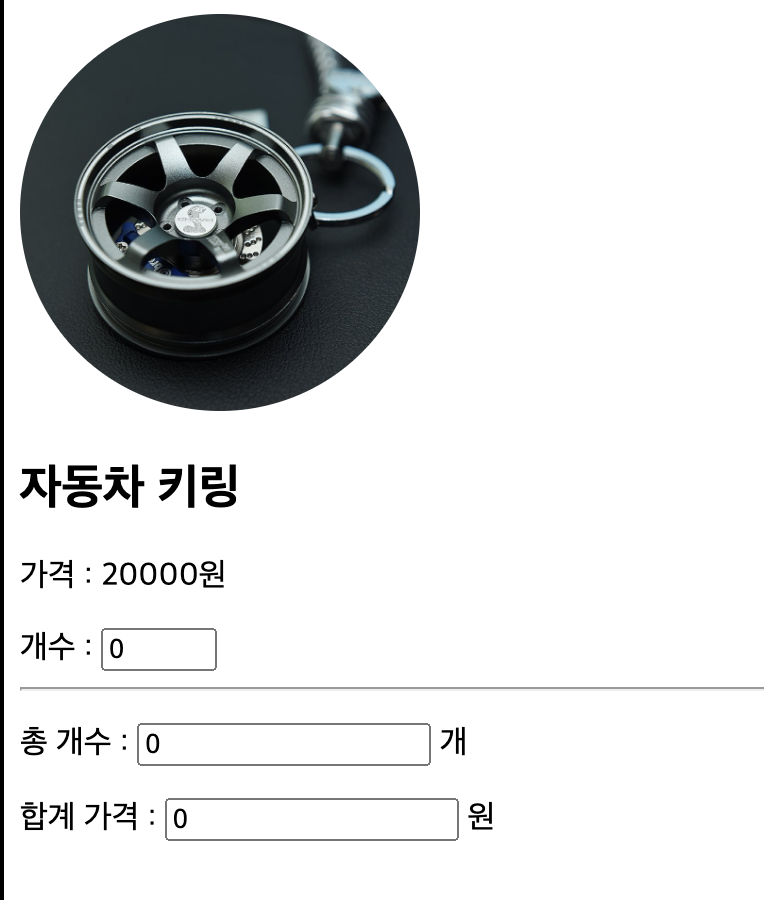 자동차 키링
가격 : 20000원
개수 : 0
총 개수 : 0 개
합계 가격 : 0 원